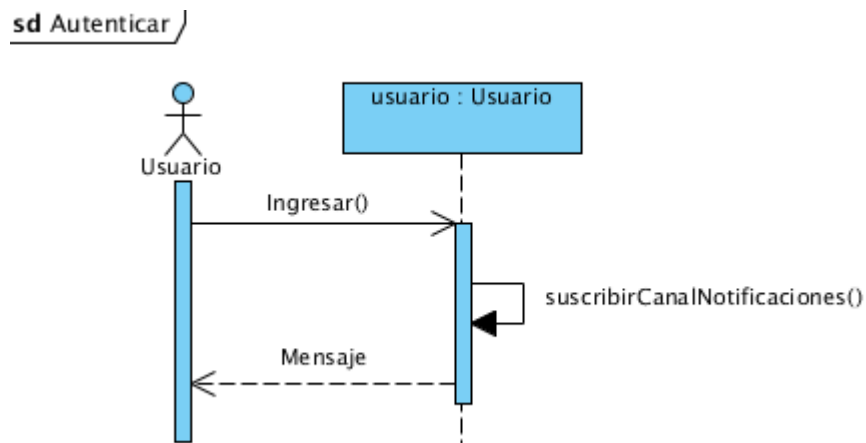 sd Autenticar
usuario : Usuario
Usuario
Ingresar()
suscribirCanalNotificaciones()
Mensaje